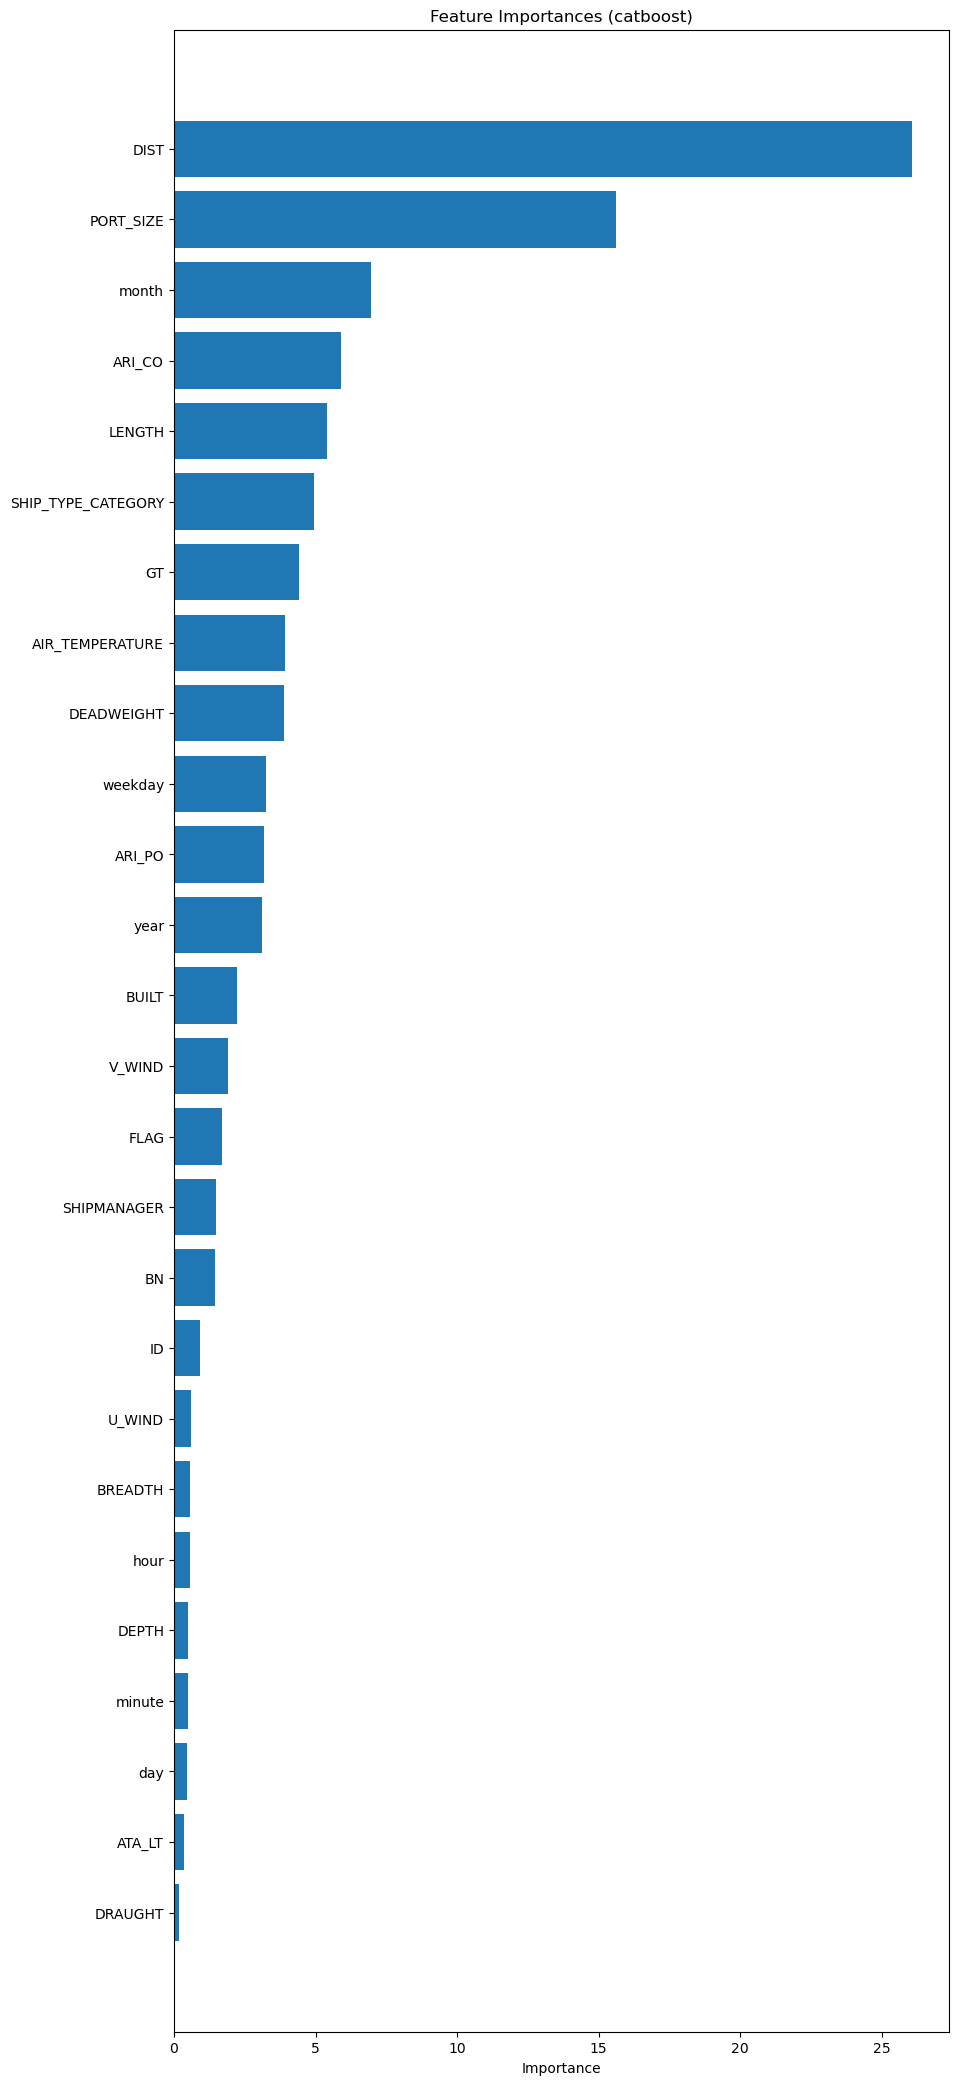 Feature Importances (catboost)
DIST
PORT_SIZE
month
ARI_CO
LENGTH
SHIP_TYPE_CATEGORY
GT
AIR_TEMPERATURE
DEADWEIGHT
weekday
ARI_PO
year
BUILT
V_WIND
FLAG
SHIPMANAGER
BN
ID
U_WIND
BREADTH
hour
DEPTH
minute
day
ATA_LT
DRAUGHT
0 5 10 15 20 25
Importance